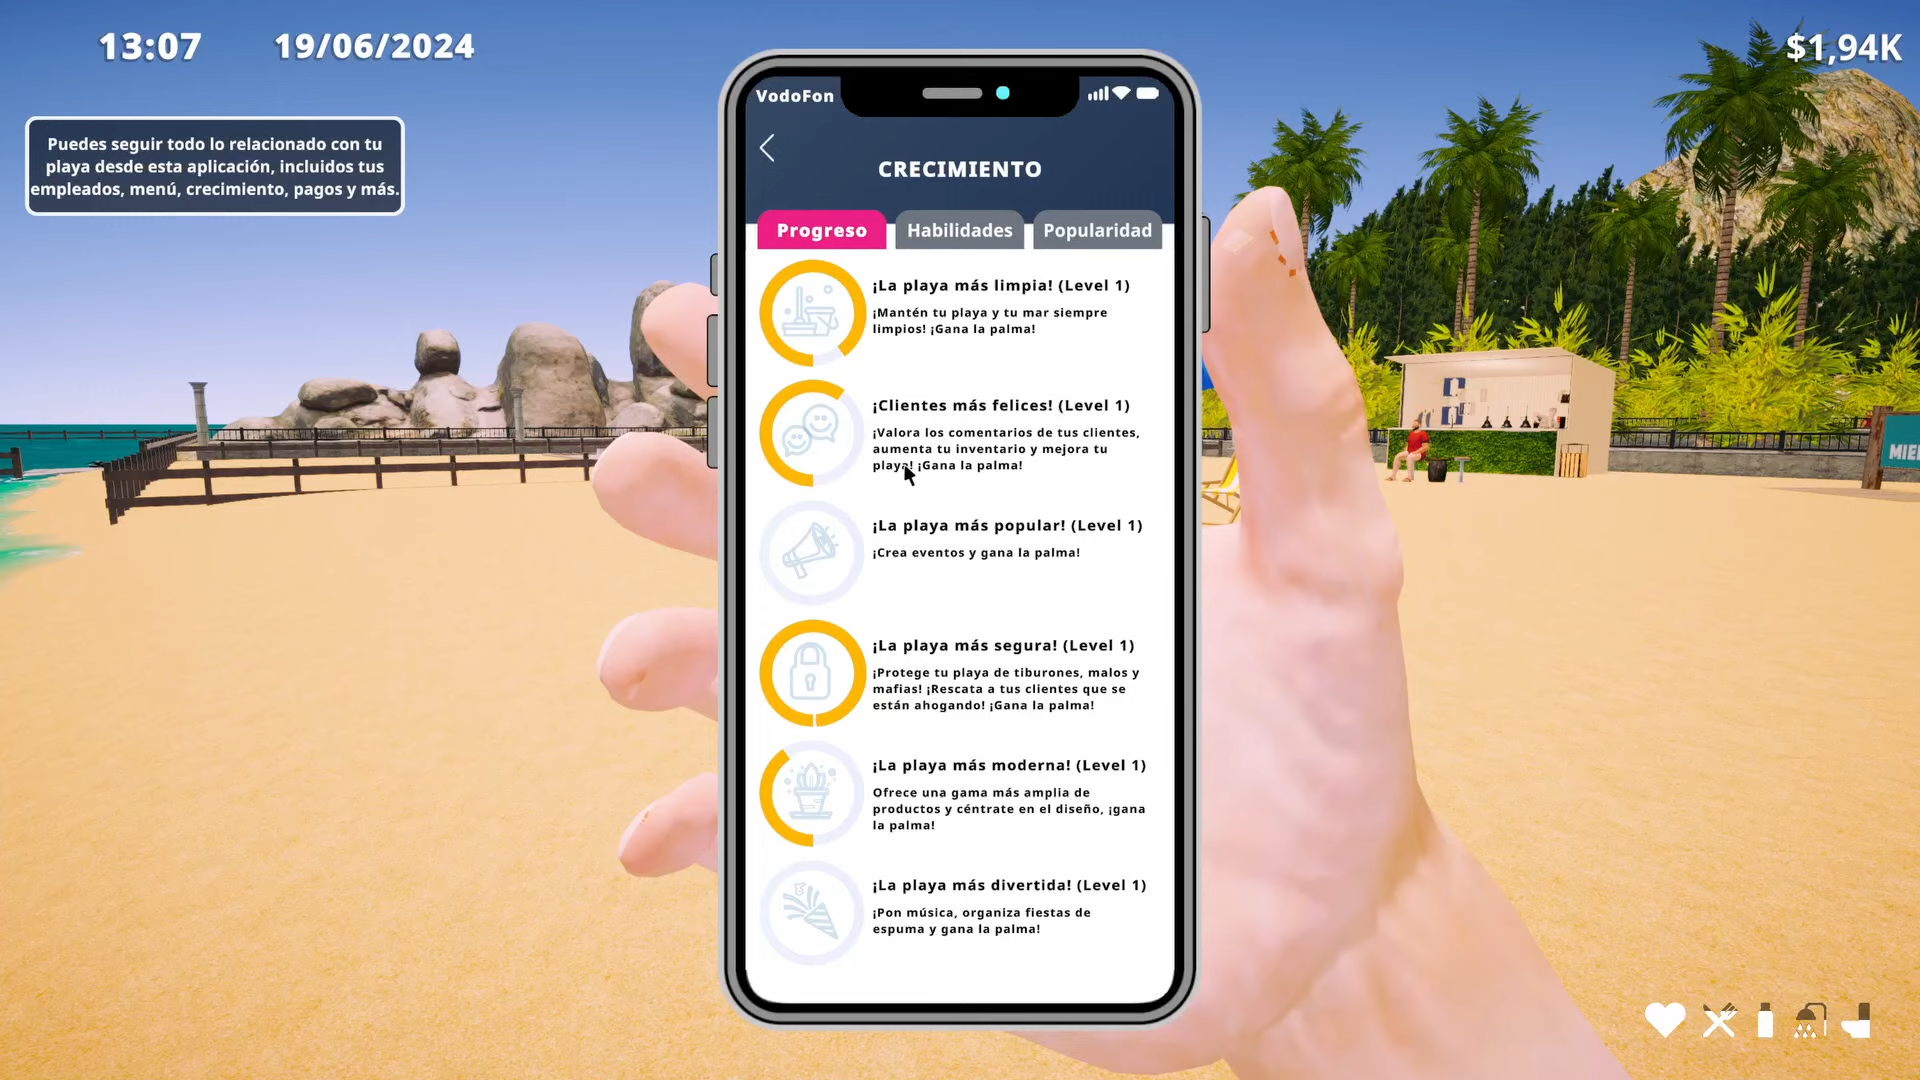 13:07
19/06/2024
$1,94K
Puedes seguir todo lo relacionado con tu
playa desde esta aplicación, incluidos tus
empleados, menú, crecimiento, pagos y más.
VodoFon
CRECIMIENTO
Progreso
Habilidades
Popularidad
¡La playa más limpia! (Level 1)
¡Mantén tu playa y tu mar siempre
limpios! ¡Gana la palma!
¡Clientes más felices! (Level 1)
¡Valora los comentarios de tus clientes,
aumenta tu inventario y mejora tu
playa! ¡Gana la palma!
¡La playa más popular! (Level 1)
¡Crea eventos y gana la palma!
¡La playa más segura! (Level 1)
¡Protege tu playa de tiburones, malos y
mafias! ¡Rescata a tus clientes que se
están ahogando! ¡Gana la palma!
¡La playa más moderna! (Level 1)
Ofrece una gama más amplia de
productos y céntrate en el diseño, ¡gana
la palma!
¡La playa más divertida! (Level 1)
¡Pon música, organiza fiestas de
espuma y gana la palma!